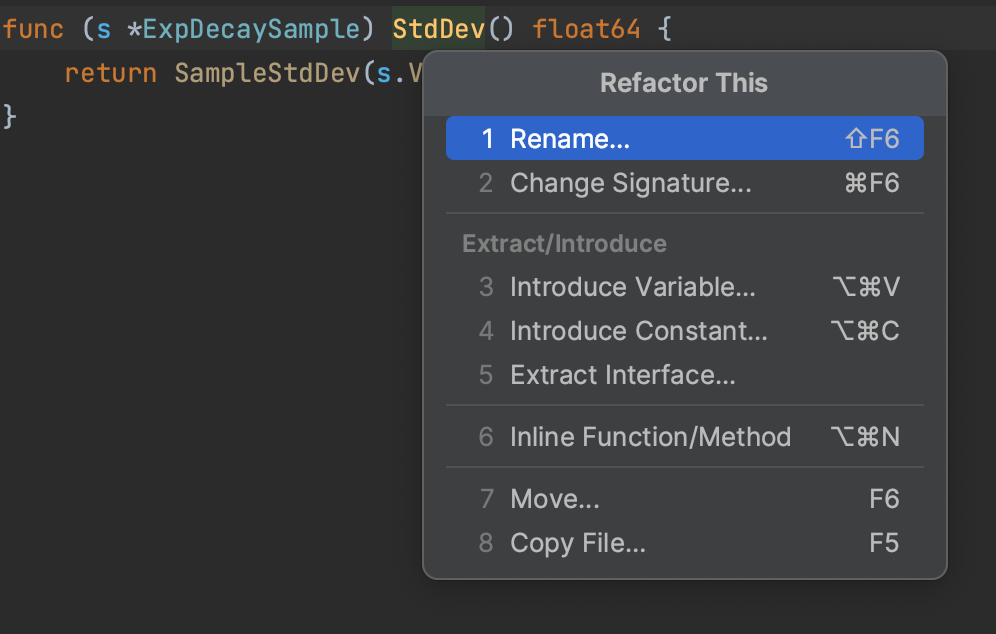 func (s *ExpDecaySample) StdDev() float64 {
return SampleStdDev(s.V
}
Refactor This
1 Rename... ⇧F6
2 Change Signature... ⌘F6
Extract/Introduce
3 Introduce Variable... ⌥⌘V
4 Introduce Constant... ⌥⌘C
5 Extract Interface...
6 Inline Function/Method ⌥⌘N
7 Move... F6
8 Copy File... F5